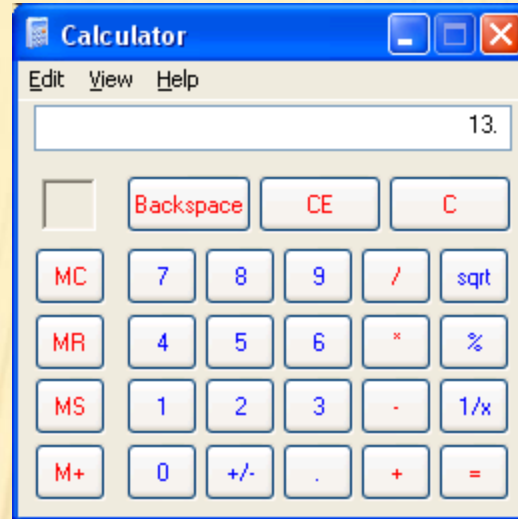 Calculator
Edit View Help
13.
Backspace CE C
MC 7 8 9 / sqrt
MR 4 5 6 * %
MS 1 2 3 - 1/x
M+ 0 +/- . + =